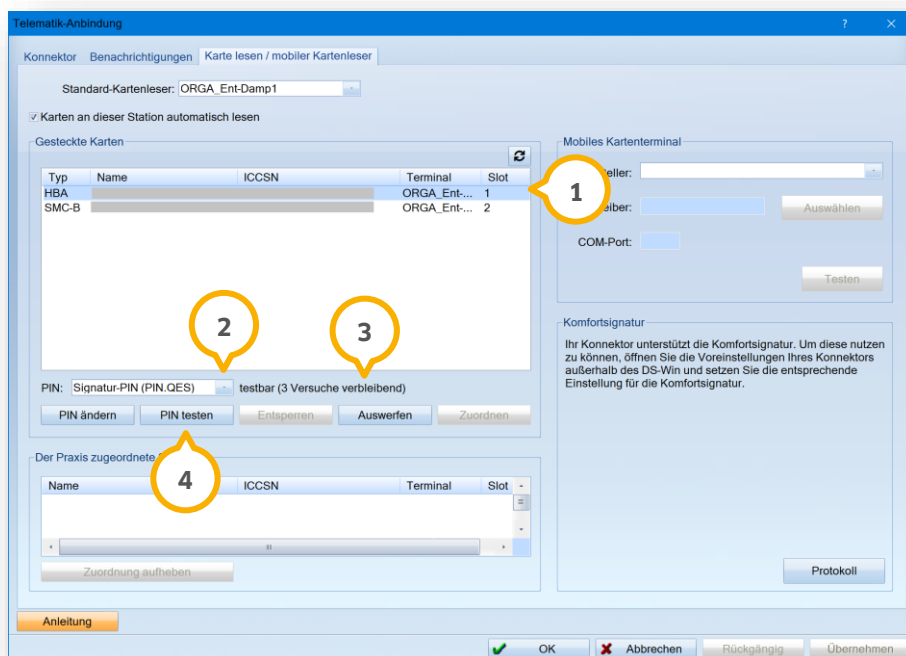 Telematik-Anbindung ? ×
Konnektor Benachrichtigungen Karte lesen / mobiler Kartenleser
Standard-Kartenleser: ORGA_Ent-Damp1
Karten an dieser Station automatisch lesen
Gesteckte Karten
Typ Name ICCSN Terminal Slot
HBA ORGA_Ent-... 1
SMC-B ORGA_Ent-... 2
1
2
3
PIN: Signatur-PIN (PIN.QES) testbar (3 Versuche verbleibend)
PIN ändern PIN testen Entsperren Auswerfen Zuordnen
4
Der Praxis zugeordnete
Name ICCSN Terminal Slot
Zuordnung aufheben
Mobiles Kartenterminal
eller:
eiber: Auswählen
COM-Port:
Testen
Komfortsignatur
Ihr Konnektor unterstützt die Komfortsignatur. Um diese nutzen
zu können, öffnen Sie die Voreinstellungen Ihres Konnektors
außerhalb des DS-Win und setzen Sie die entsprechende
Einstellung für die Komfortsignatur.
Protokoll
Anleitung
OK Abbrechen Rückgängig Übernehmen